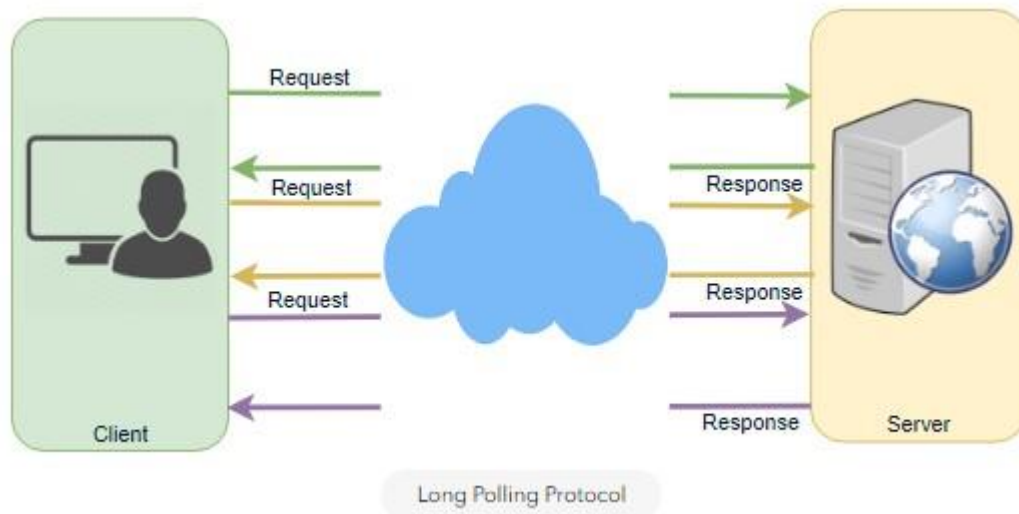 Request
Request
Response
Request
Response
Response
Client
Server
Long Polling Protocol